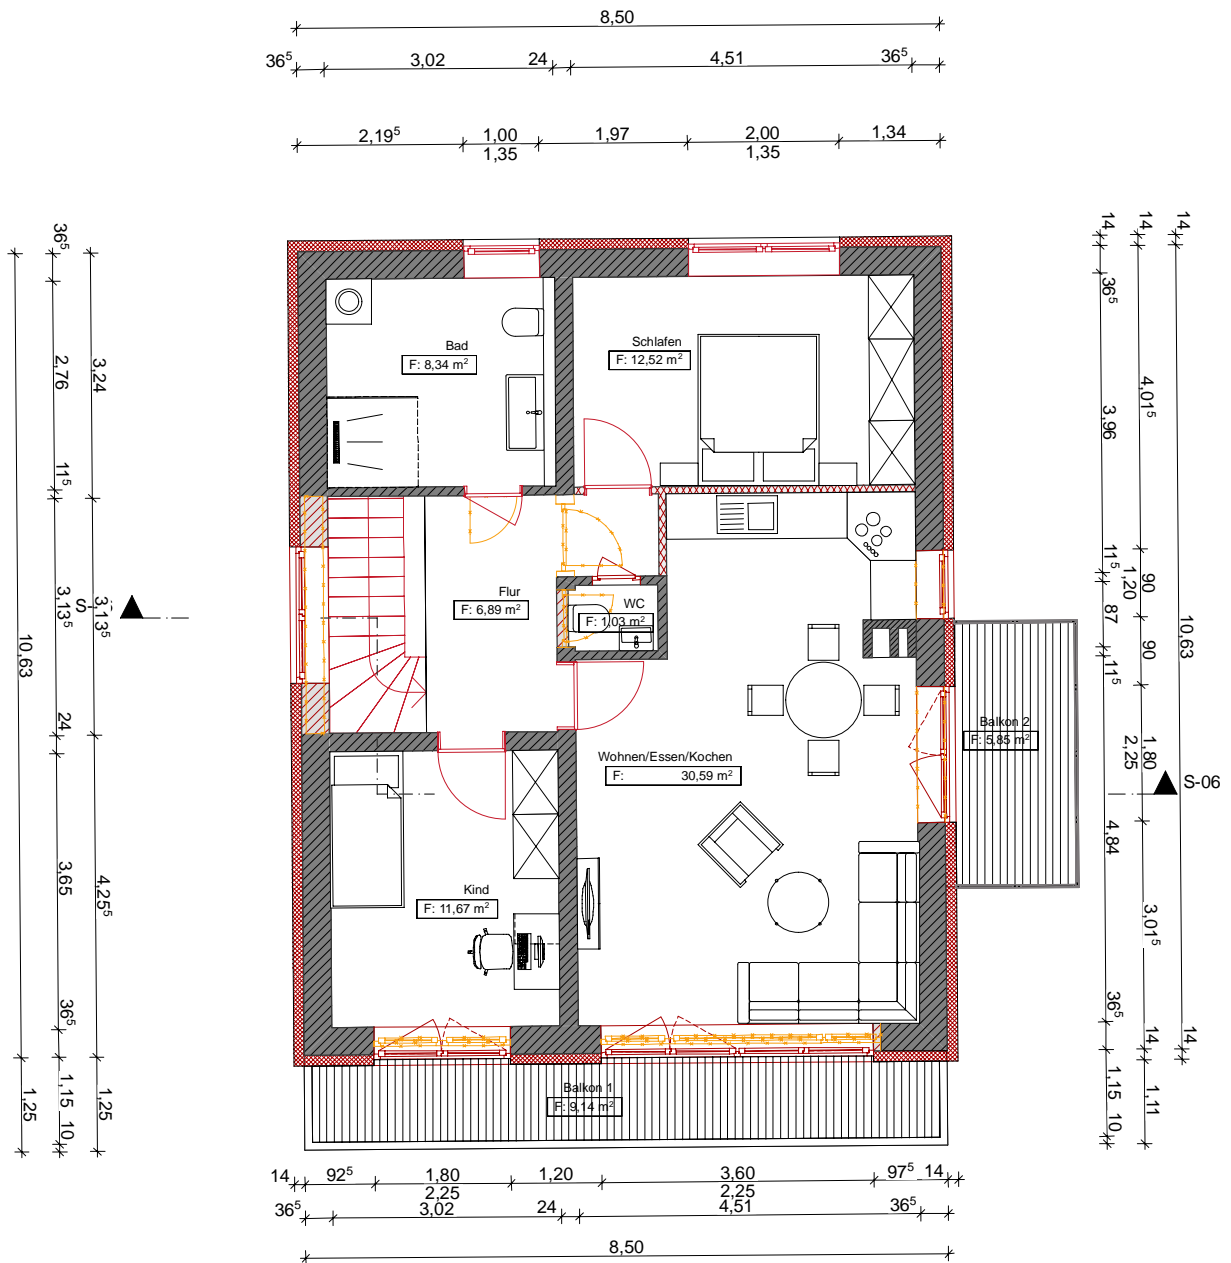 8,50
36⁵ 3,02 24 4,51 36⁵
2,19⁵ 1,00 1,97 2,00 1,34
1,35 1,35
14 14 14
36⁵
36⁵
2,76 3,24
3,96 4,01⁵ 10,63
11⁵
Bad
F: 8,34 m²
Schlafen
F: 12,52 m²
10,63 3,13⁵ 3,13⁵
S-
Flur
F: 6,89 m²
WC
F: 1,03 m²
11⁵ 1,20 90
87
11⁵ 90
24
Balkon 2
F: 5,85 m²
Wohnen/Essen/Kochen
F: 30,59 m²
1,80
2,25
S-06
4,84
3,65 4,25⁵
Kind
F: 11,67 m²
3,01⁵
36⁵
36⁵ 14 14
1,25 1,15 10 1,25
Balkon 1
F: 9,14 m²
1,15 10 1,11
14 92⁵ 1,80 1,20 3,60 97⁵ 14
2,25 2,25
36⁵ 3,02 24 4,51 36⁵
8,50